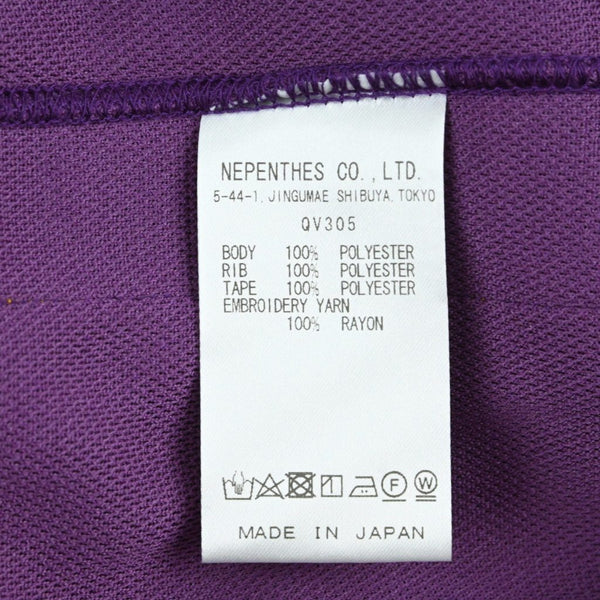 NEPENTHES CO.,LTD.
5-44-1, JINGUMAE SHIBUYA, TOKYO
QV305
BODY 100% POLYESTER
RIB 100% POLYESTER
TAPE 100% POLYESTER
EMBROIDERY YARN
100% RAYON
F W
MADE IN JAPAN